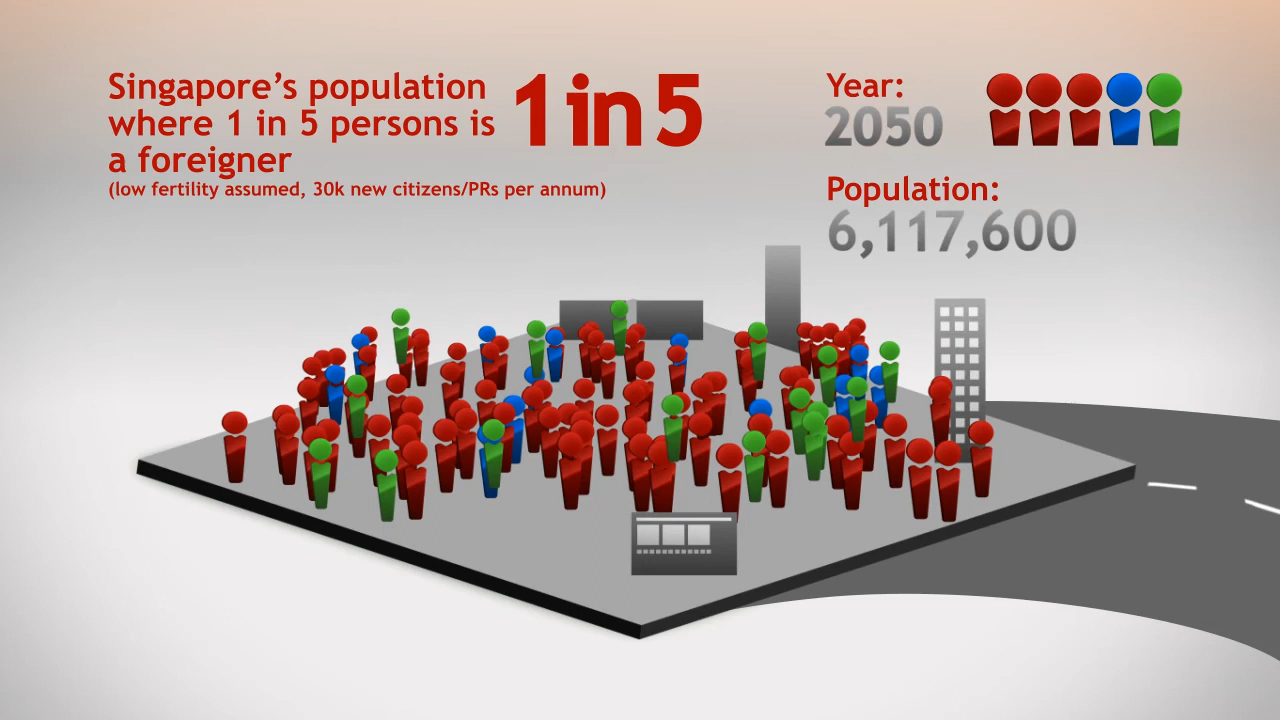 Singapore’s population
where 1 in 5 persons is
a foreigner
(low fertility assumed, 30k new citizens/PRs per annum)
1 in 5
Year:
2050
Population:
6,117,600